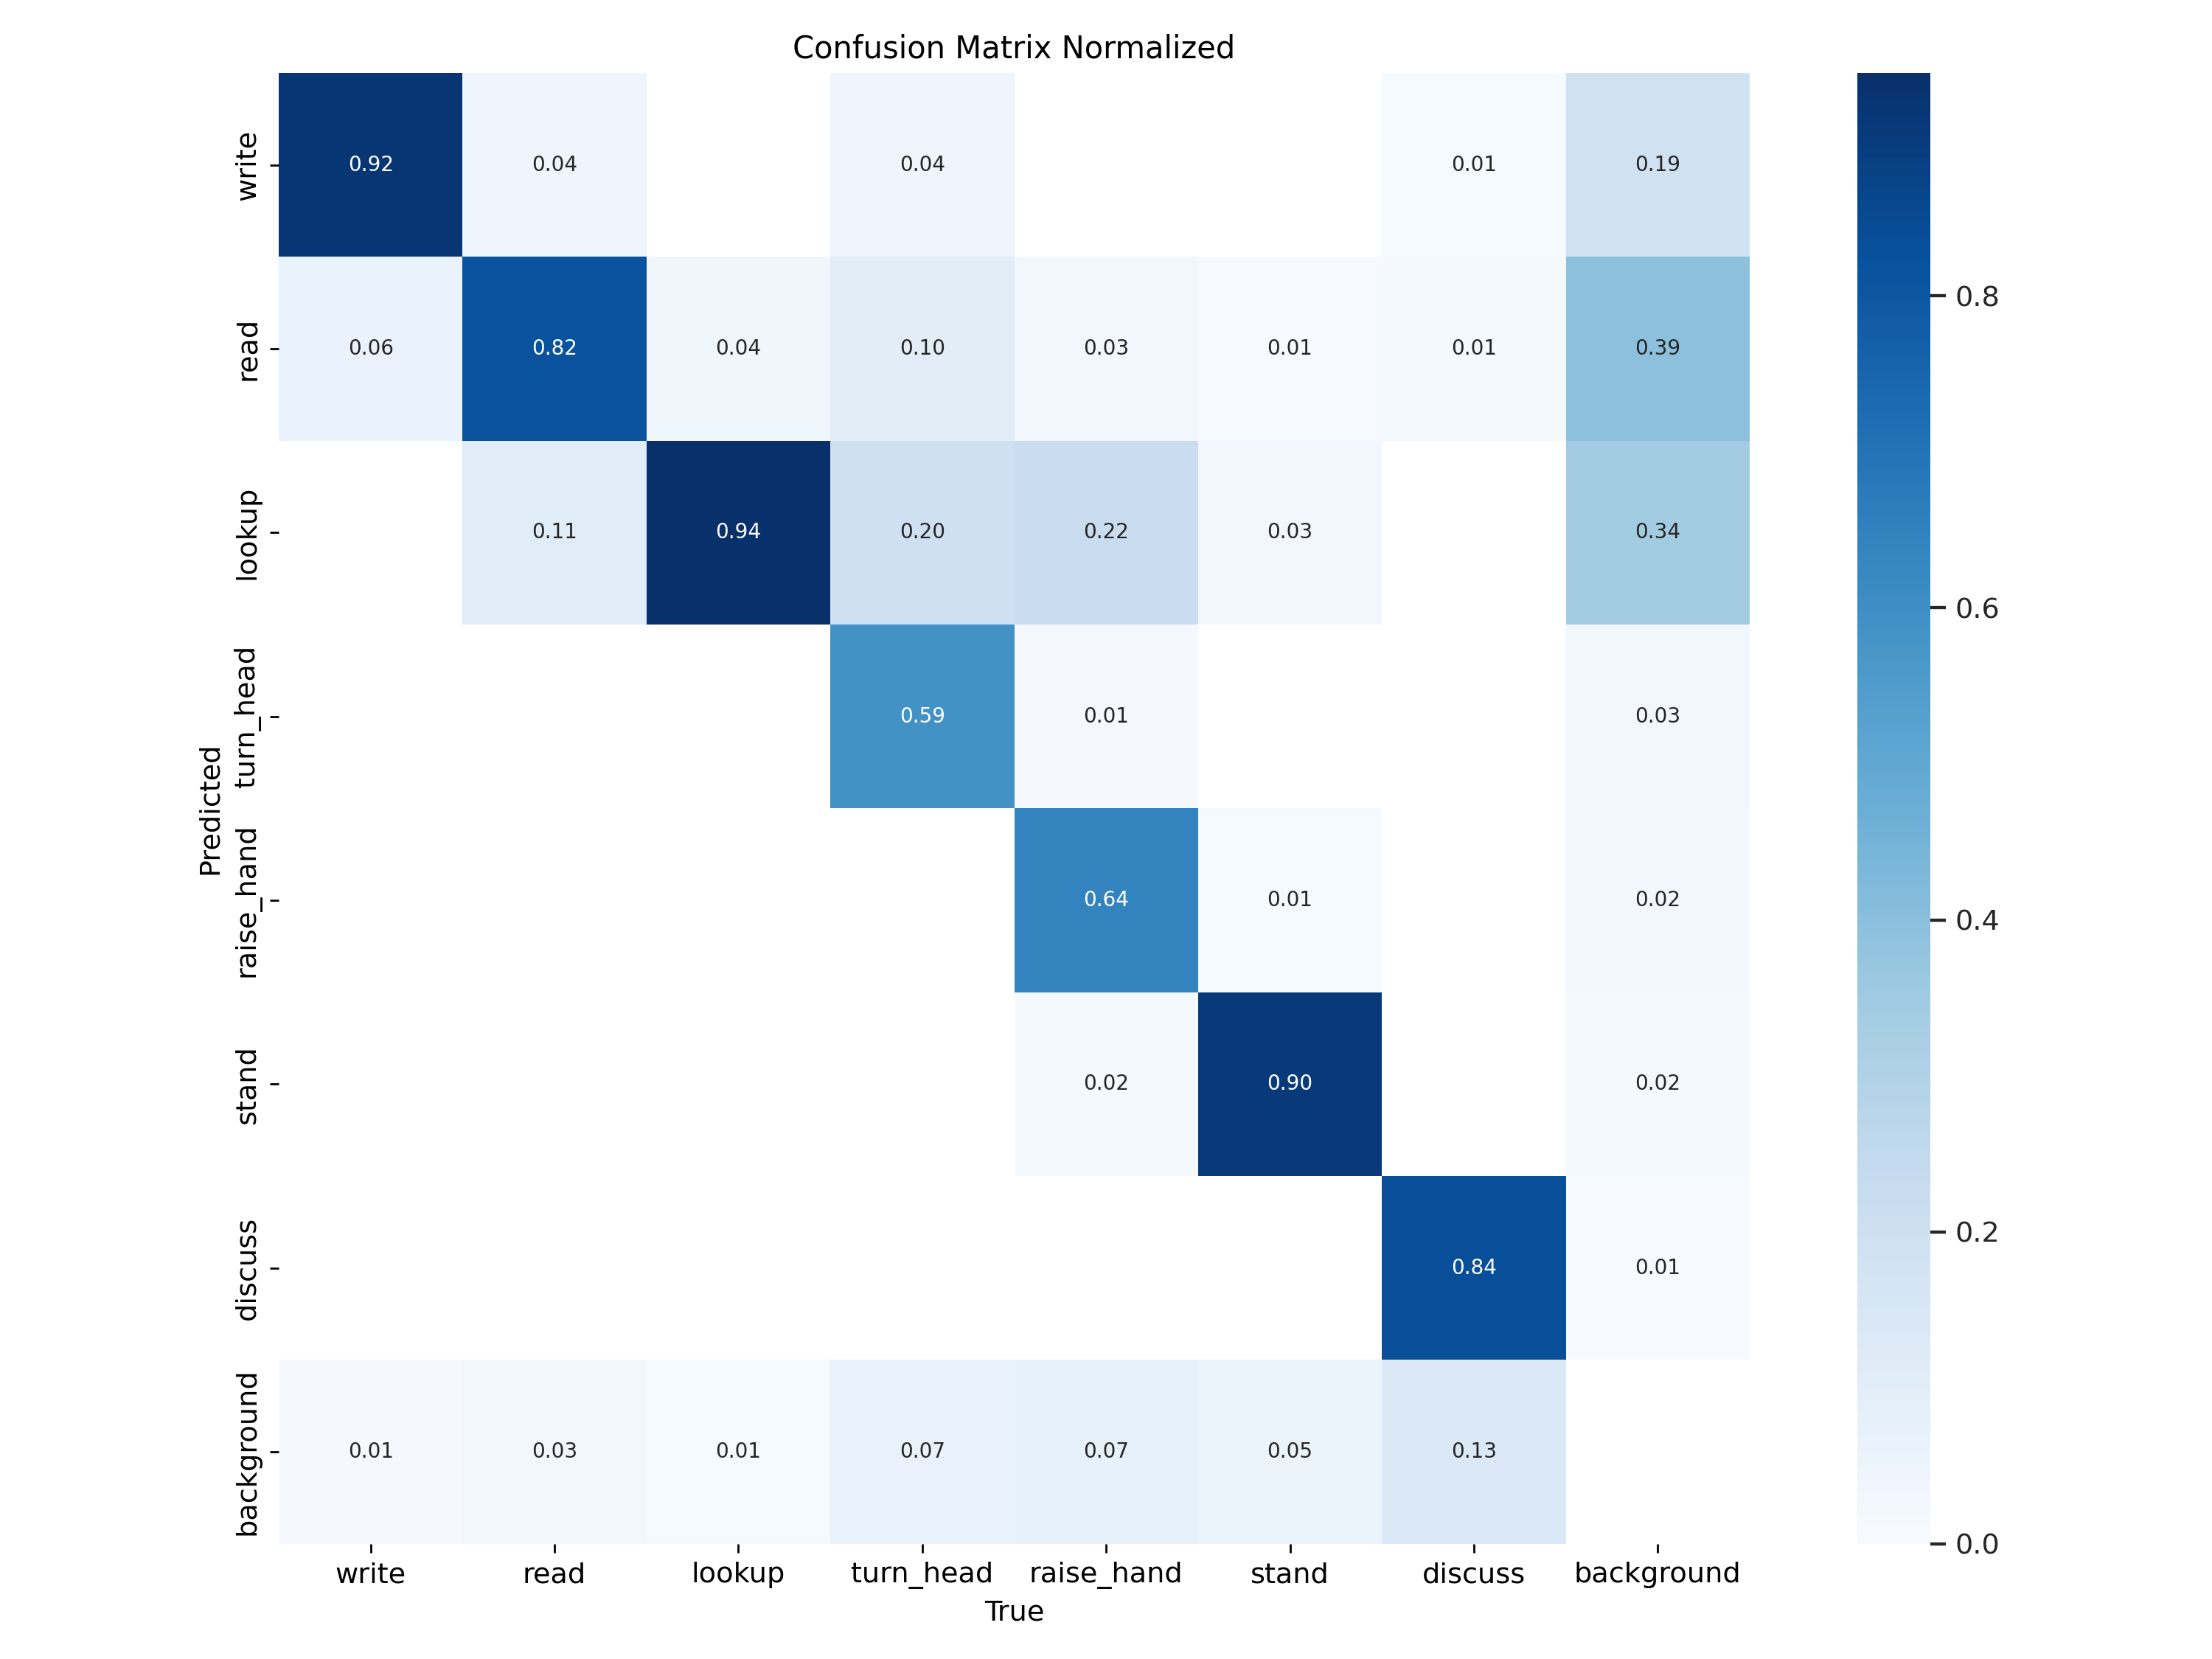 Confusion Matrix Normalized
write 0.92 0.04 0.04 0.01 0.19
read 0.06 0.82 0.04 0.10 0.03 0.01 0.01 0.39
lookup 0.11 0.94 0.20 0.22 0.03 0.34
turn_head 0.59 0.01 0.03
raise_hand 0.64 0.01 0.02
stand 0.02 0.90 0.02
discuss 0.84 0.01
background 0.01 0.03 0.01 0.07 0.07 0.05 0.13
Predicted
write read lookup turn_head raise_hand stand discuss background
True
0.8
0.6
0.4
0.2
0.0